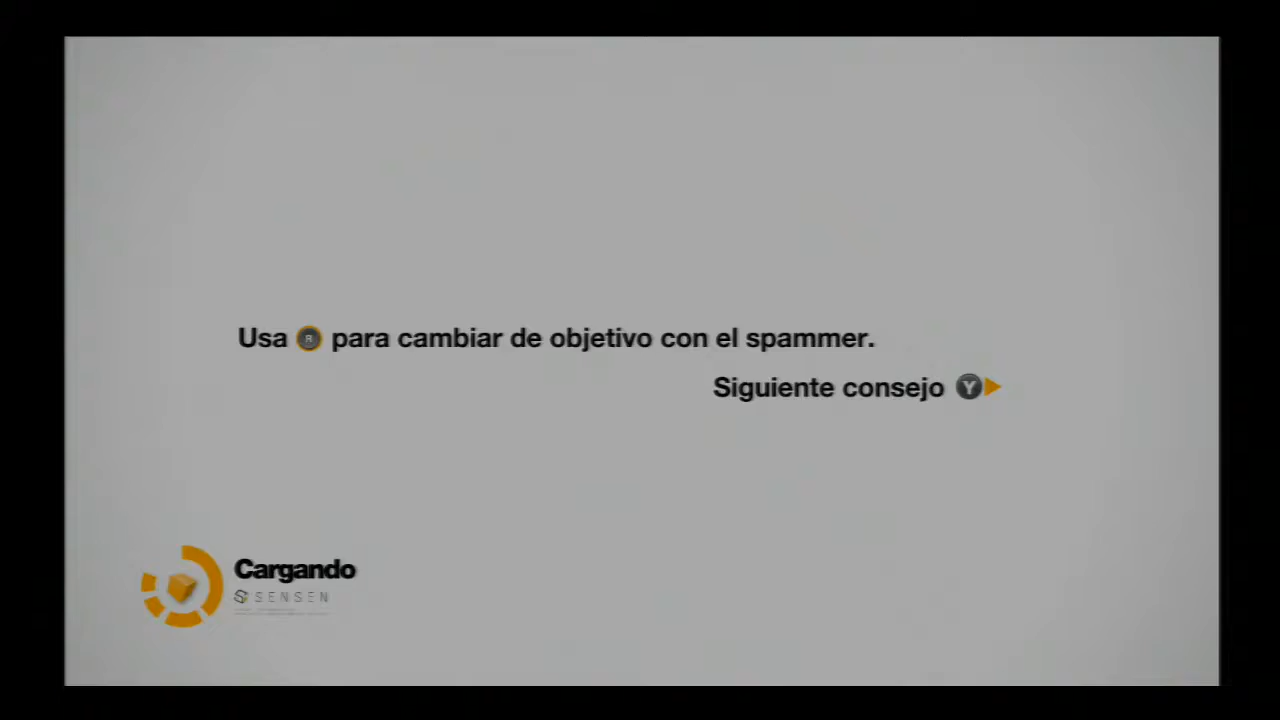 Usa R para cambiar de objetivo con el spammer.
Siguiente consejo Y
Cargando
SENSEN